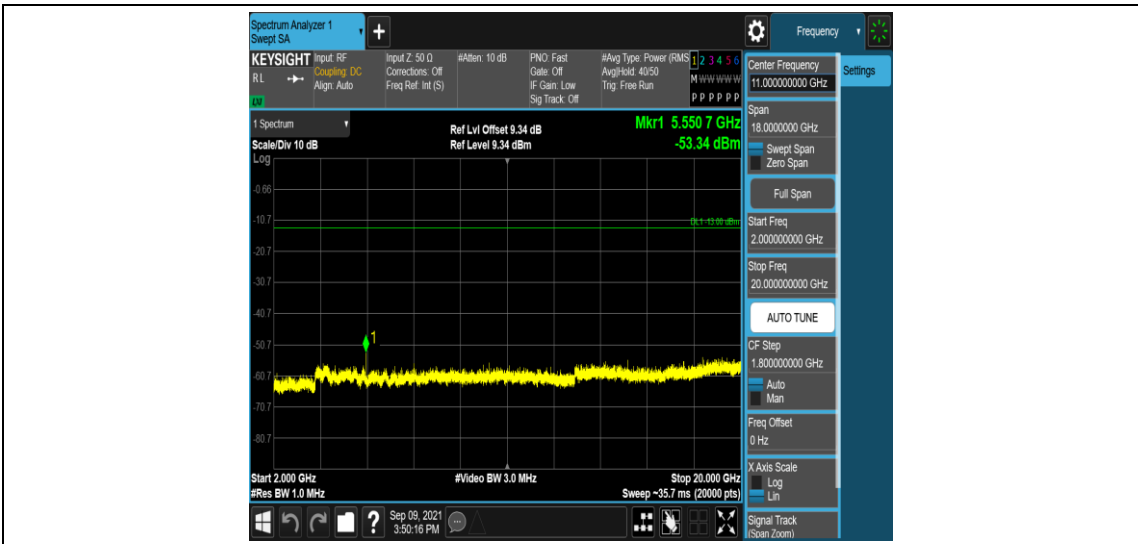 Spectrum Analyzer 1
Swept SA
+
Frequency
KEYSIGHT
RL
LXI
Input: RF
Coupling: DC
Align: Auto
Input Z: 50 Ω
Corrections: Off
Freq Ref: Int (S)
#Atten: 10 dB
PNO: Fast
Gate: Off
IF Gain: Low
Sig Track: Off
#Avg Type: Power (RMS
Avg|Hold: 40/50
Trig: Free Run
1 2 3 4 5 6
M W W W W W
P P P P P P
1 Spectrum
Scale/Div 10 dB
Log
Ref Lvl Offset 9.34 dB
Ref Level 9.34 dBm
Mkr1 5.550 7 GHz
-53.34 dBm
-0.66
-10.7
DL1 -13.00 dBm
-20.7
-30.7
-40.7
-50.7
1
-60.7
-70.7
-80.7
Start 2.000 GHz
#Res BW 1.0 MHz
#Video BW 3.0 MHz
Stop 20.000 GHz
Sweep ~35.7 ms (20000 pts)
?
Sep 09, 2021
3:50:16 PM
Center Frequency
11.000000000 GHz
Settings
Span
18.0000000 GHz
Swept Span
Zero Span
Full Span
Start Freq
2.000000000 GHz
Stop Freq
20.000000000 GHz
AUTO TUNE
CF Step
1.800000000 GHz
Auto
Man
Freq Offset
0 Hz
X Axis Scale
Log
Lin
Signal Track
(Span Zoom)